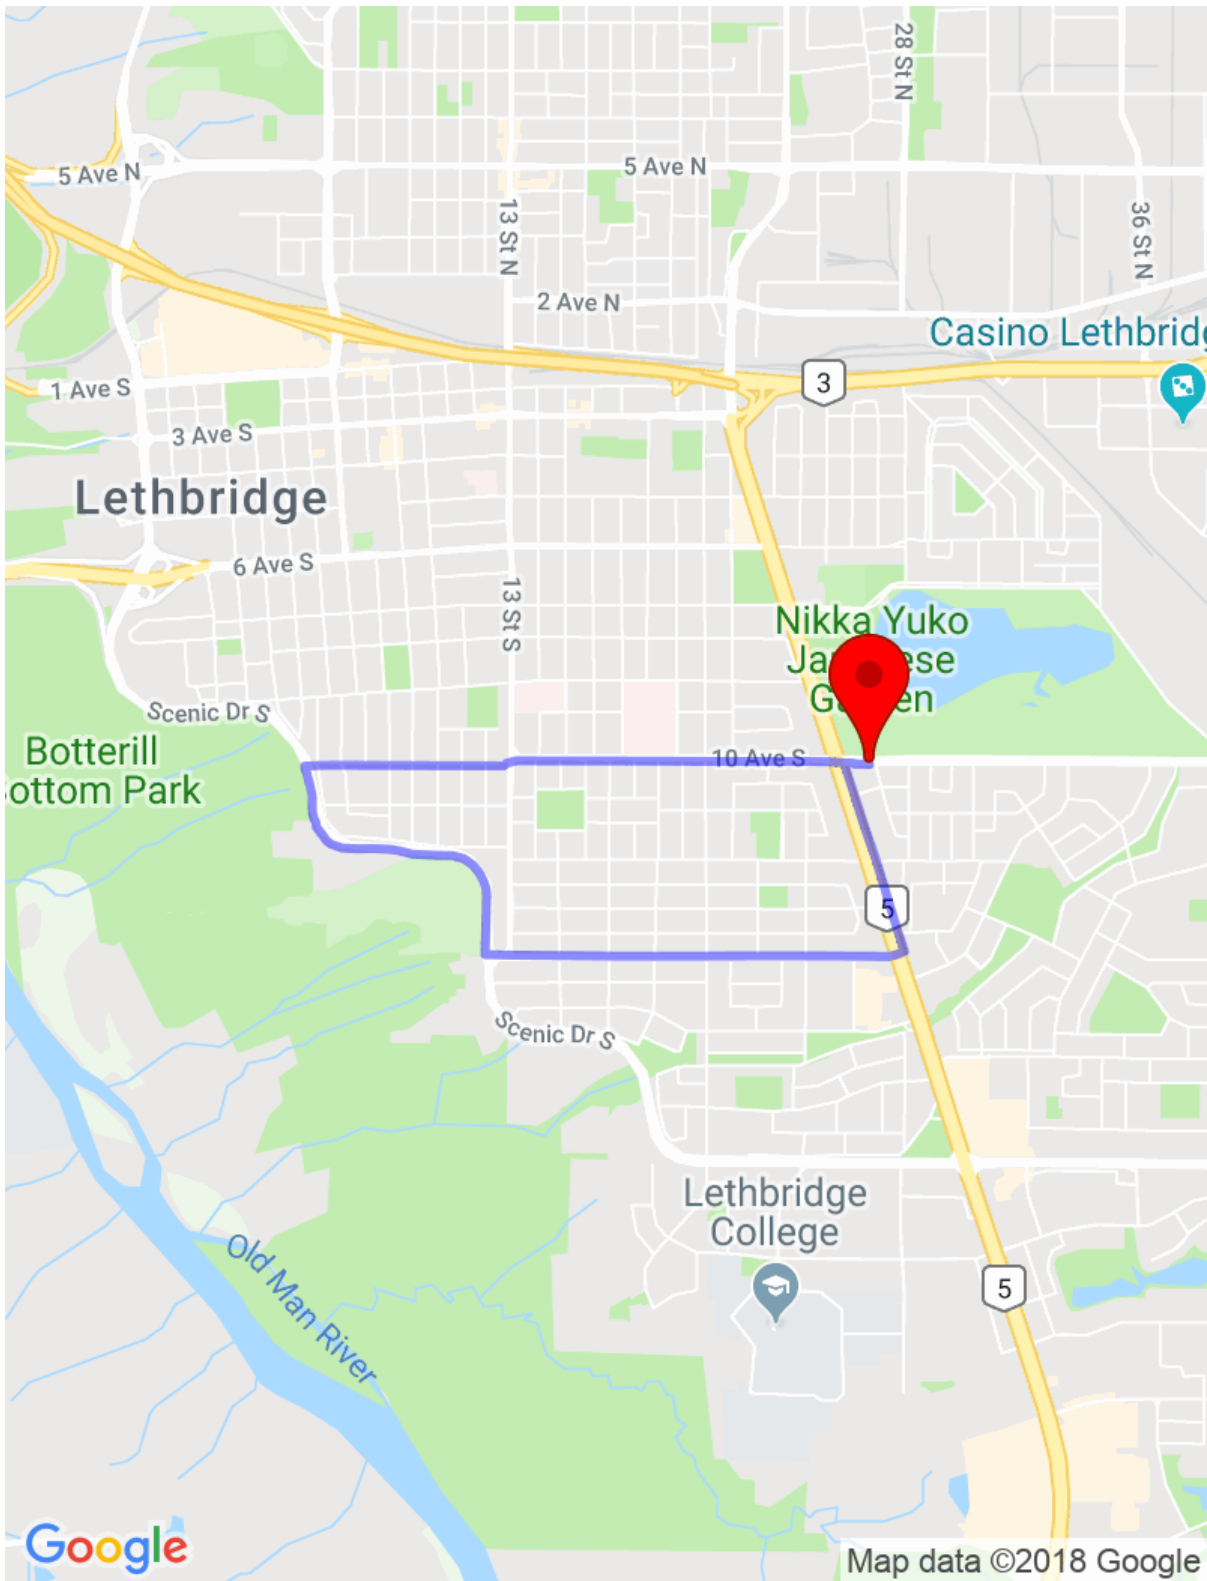 28 St N
5 Ave N
5 Ave N
13 St N
36 St N
2 Ave N
Casino Lethbridg
3
1 Ave S
3 Ave S
Lethbridge
6 Ave S
13 St S
Nikka Yuko
Garden
Scenic Dr S
10 Ave S
Botterill
ottom Park
5
Scenic Dr S
Lethbridge
College
Old Man River
5
Google
Map data ©2018 Google